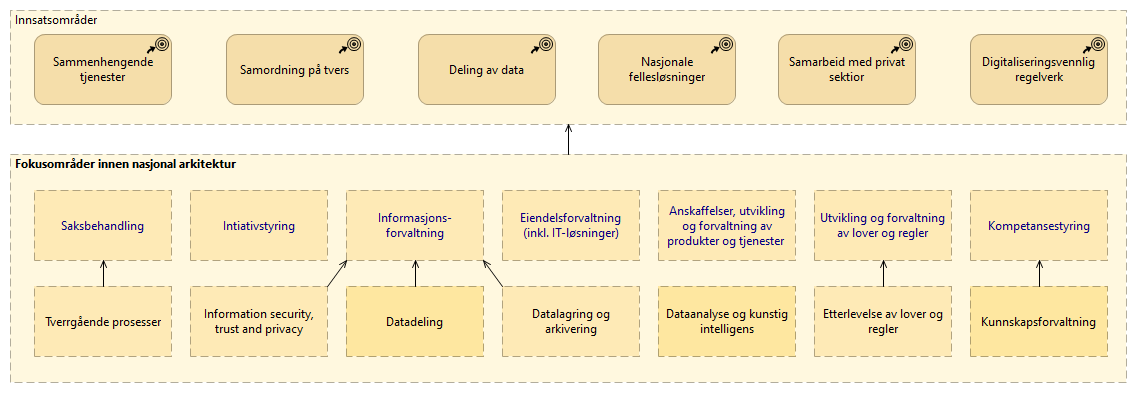 Innsatsområder
Sammenhengende
tjenester
Samordning på tvers
Deling av data
Nasjonale
fellesløsninger
Samarbeid med privat
sektior
Digitaliseringsvennlig
regelverk
Fokusområder innen nasjonal arkitektur
Saksbehandling
Intiativstyring
Informasjons-
forvaltning
Eiendelsforvaltning
(inkl. IT-løsninger)
Anskaffelser, utvikling
og forvaltning av
produkter og tjenester
Utvikling og forvaltning
av lover og regler
Kompetansestyring
Tverrgående prosesser
Information security,
trust and privacy
Datadeling
Datalagring og
arkivering
Dataanalyse og kunstig
intelligens
Etterlevelse av lover og
regler
Kunnskapsforvaltning